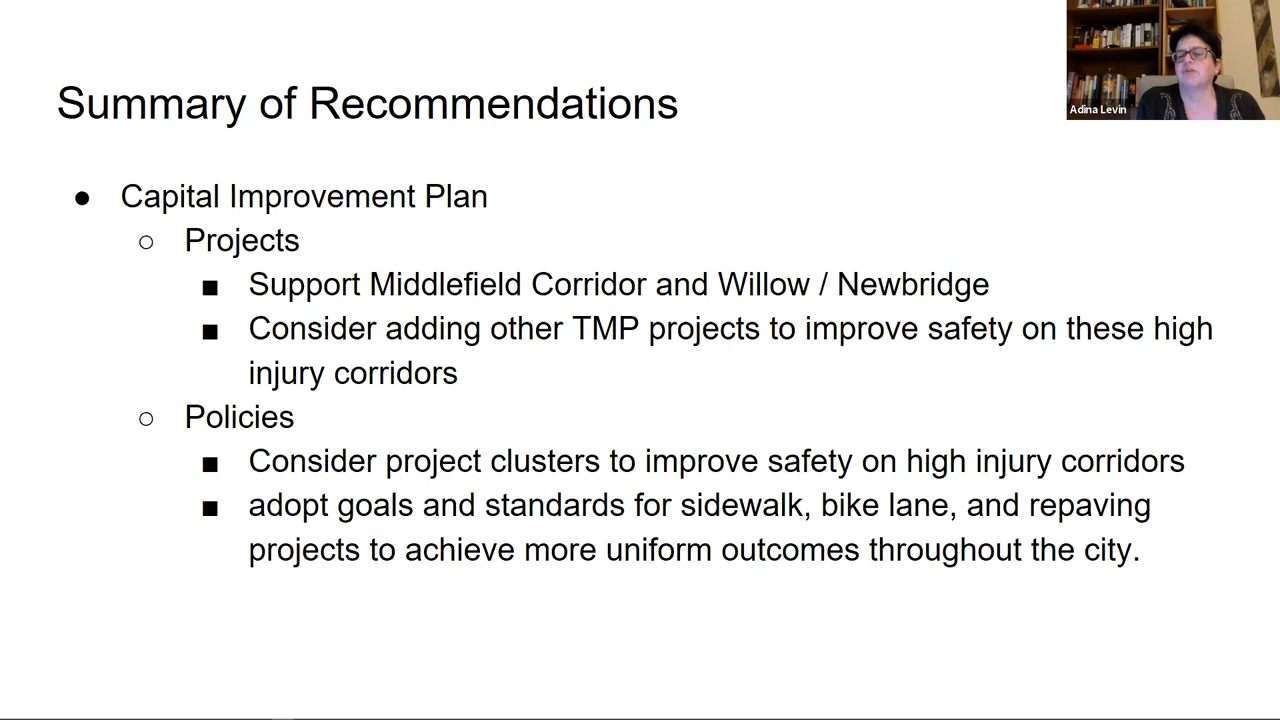 Summary of Recommendations
Adina Levin
● Capital Improvement Plan
○ Projects
■ Support Middlefield Corridor and Willow / Newbridge
■ Consider adding other TMP projects to improve safety on these high
injury corridors
○ Policies
■ Consider project clusters to improve safety on high injury corridors
■ adopt goals and standards for sidewalk, bike lane, and repaving
projects to achieve more uniform outcomes throughout the city.